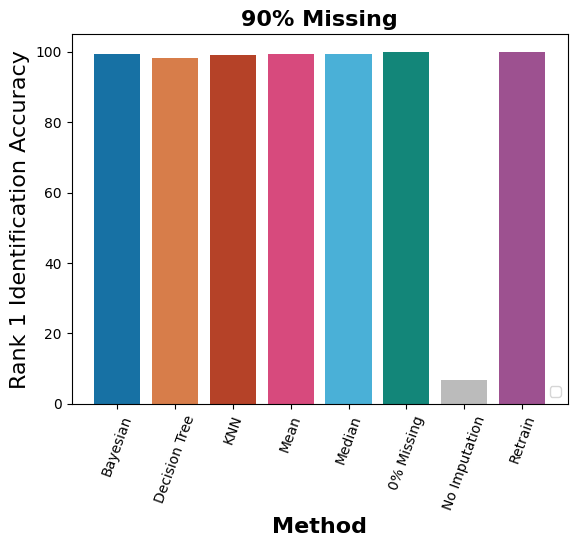 90% Missing
Rank 1 Identification Accuracy
100
80
60
40
20
0
Bayesian
Decision Tree
KNN
Mean
Median
0% Missing
No Imputation
Retrain
Method